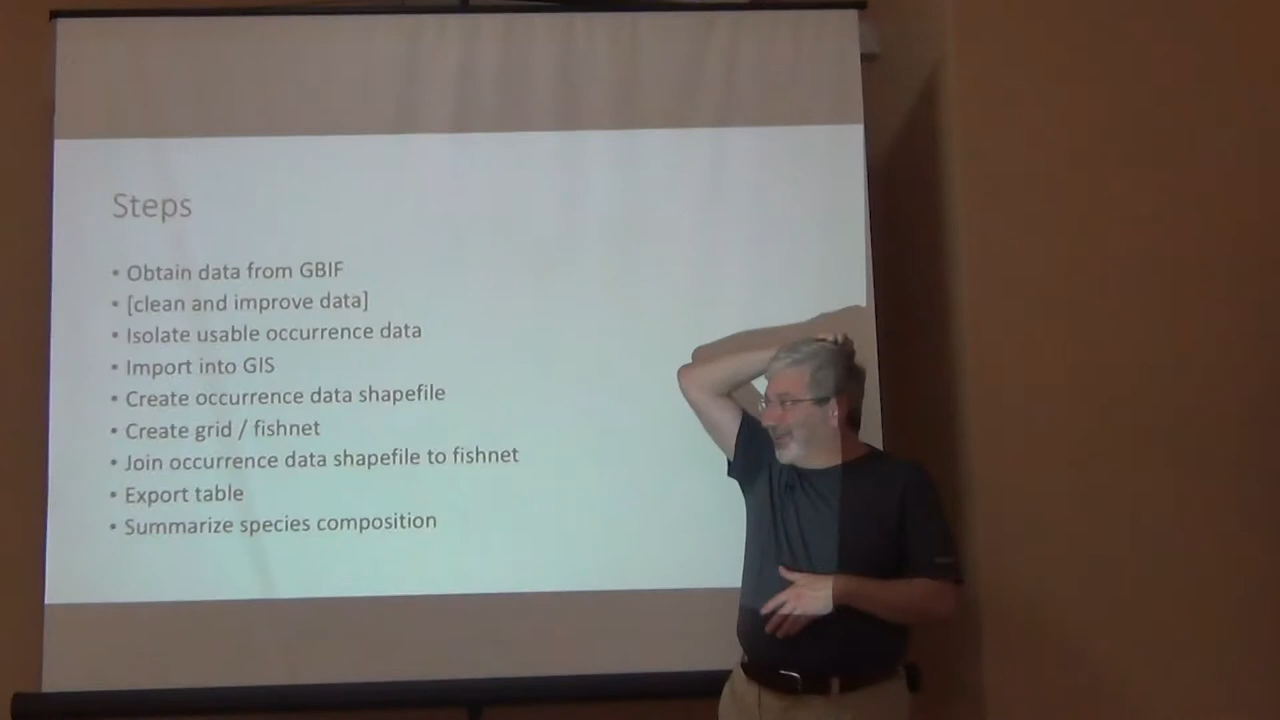 Steps
• Obtain data from GBIF
• [clean and improve data]
• Isolate usable occurrence data
• Import into GIS
• Create occurrence data shapefile
• Create grid / fishnet
• Join occurrence data shapefile to fishnet
• Export table
• Summarize species composition